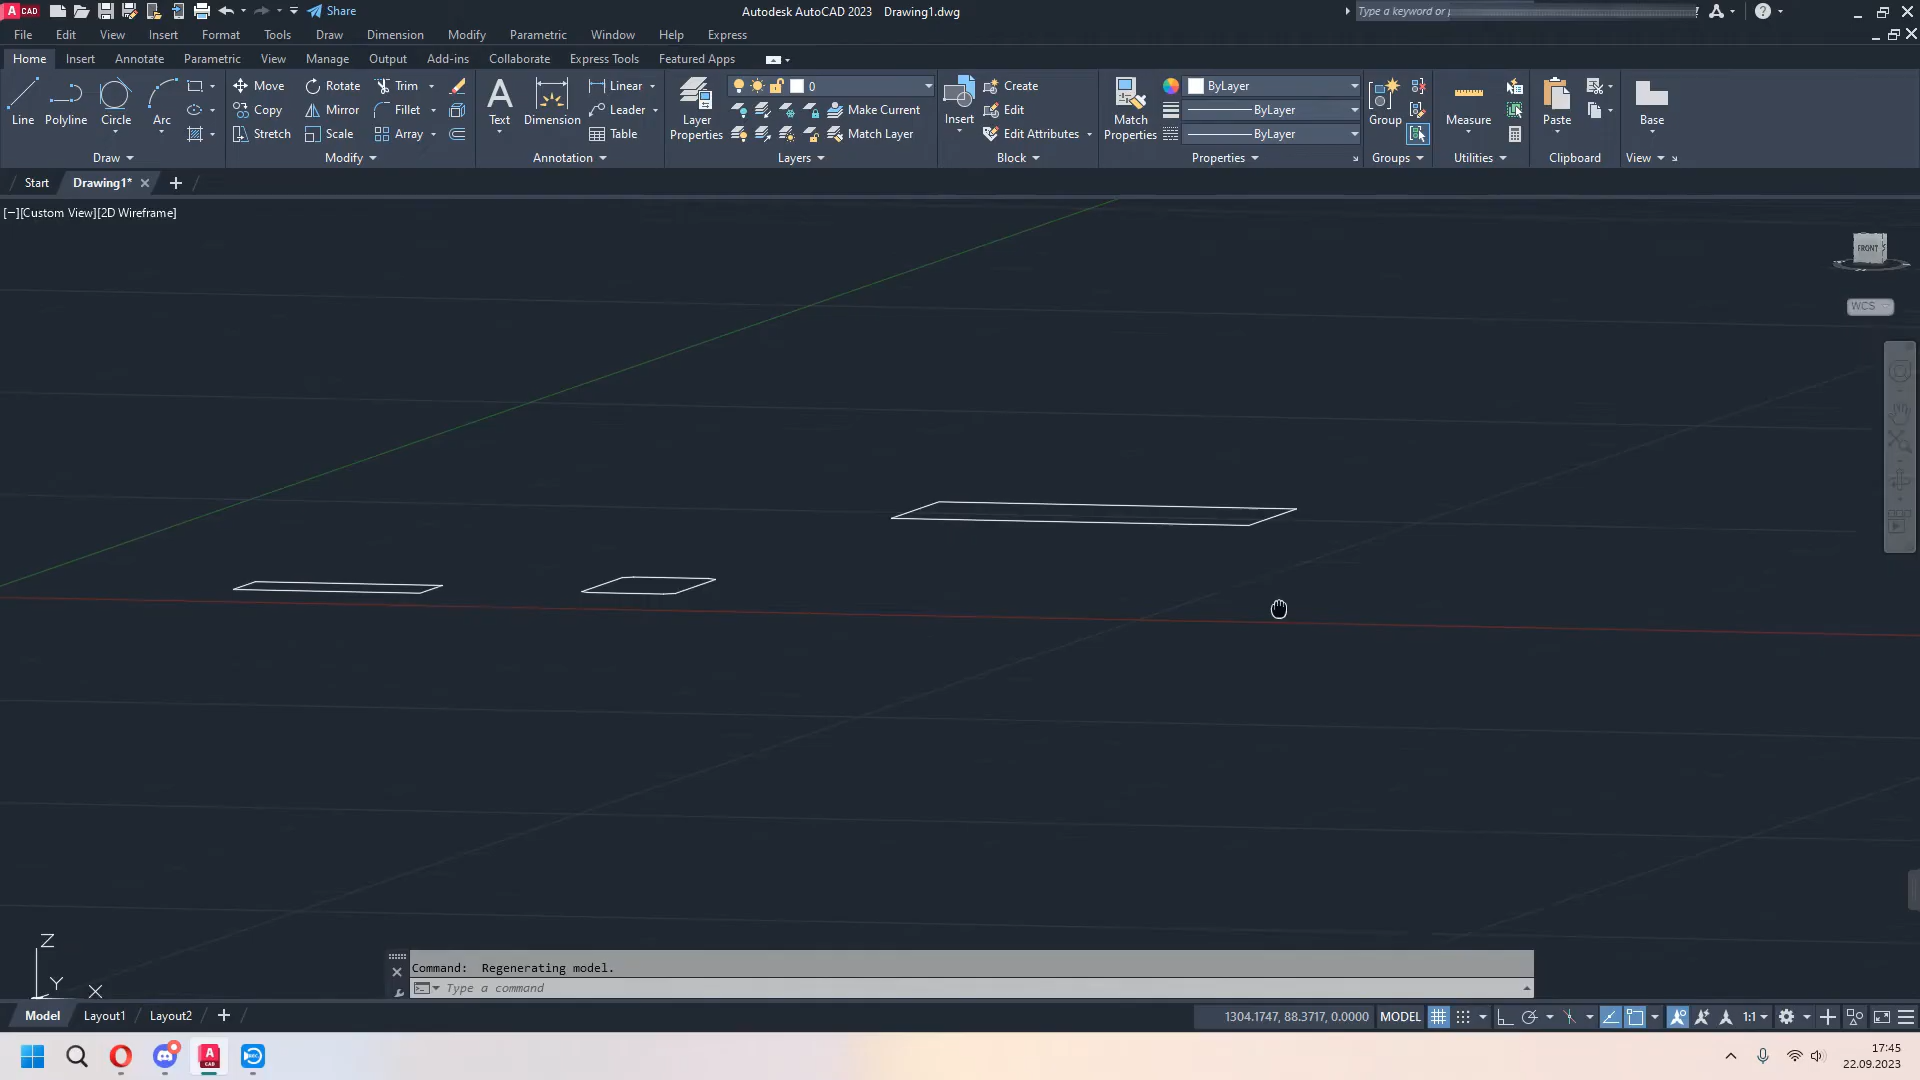 CAD Share Autodesk AutoCAD 2023 Drawing1.dwg Type a keyword or
File Edit View Insert Format Tools Draw Dimension Modify Parametric Window Help Express
Home Insert Annotate Parametric View Manage Output Add-ins Collaborate Express Tools Featured Apps
Move Rotate Trim Linear 0 Create ByLayer
Copy Mirror Fillet Leader Make Current Edit ByLayer
Line Polyline Circle Arc Text Dimension Layer Properties Insert Match Properties Group Measure Paste Base
Stretch Scale Array Table Match Layer Edit Attributes ByLayer
Draw Modify Annotation Layers Block Properties Groups Utilities Clipboard View
Start Drawing1*
[−][Custom View][2D Wireframe]
FRONT
WCS
Z
Y
X
Command: Regenerating model.
Type a command
Model Layout1 Layout2 1304.1747, 88.3717, 0.0000 MODEL 1:1
A CAD
17:45
22.09.2023